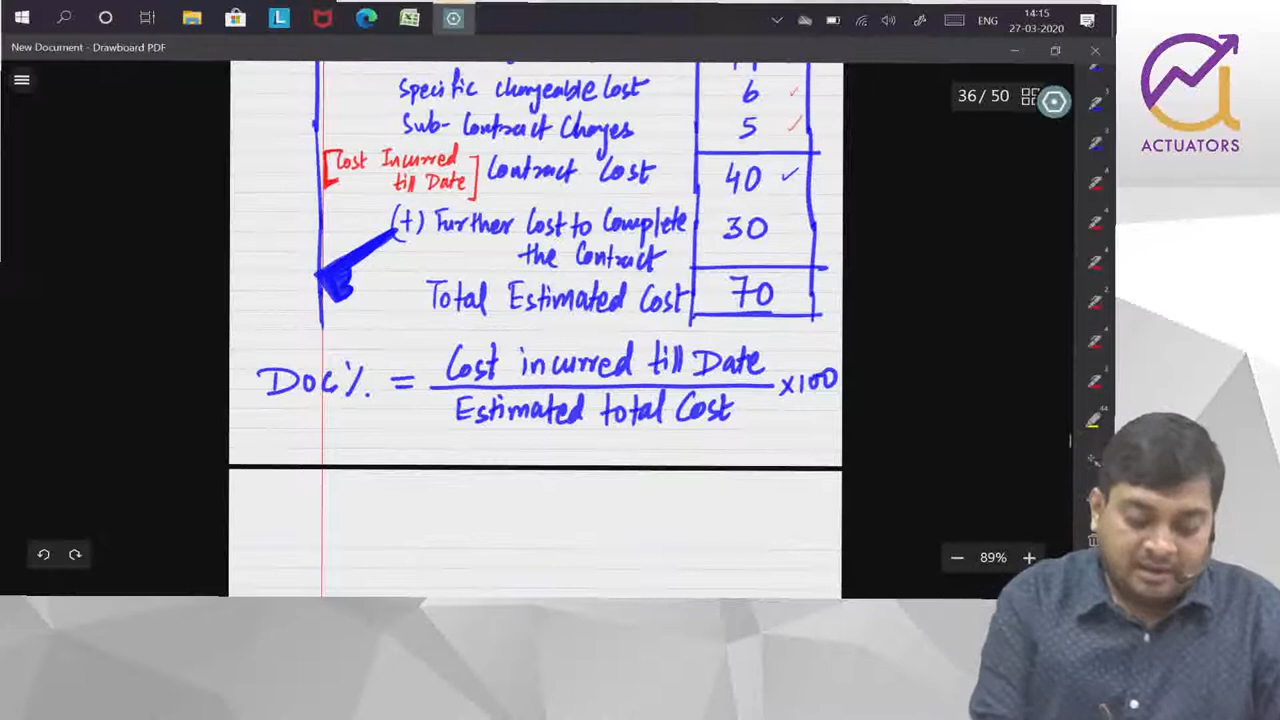 14:15
ENG
27-03-2020
New Document - Drawboard PDF
36 / 50
Specific chargeable Cost 6
Sub-Contract Charges 5
[Cost Incurred till Date] Contract Cost 40
(+) Further Cost to Complete the Contract 30
Total Estimated Cost 70
DOC%. = Cost incurred till Date
Estimated total Cost
×100
89%
ACTUATORS